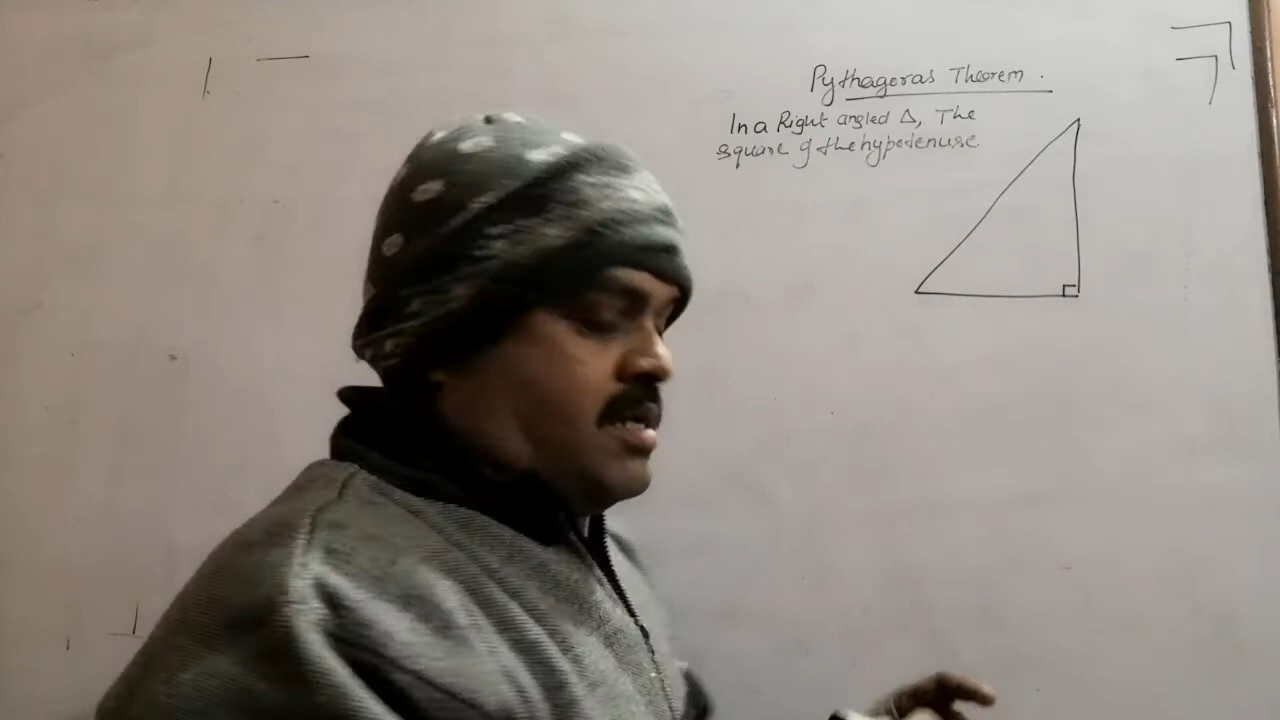 Pythagoras Theorem.
In a Right angled Δ, The
square of the hypotenuse